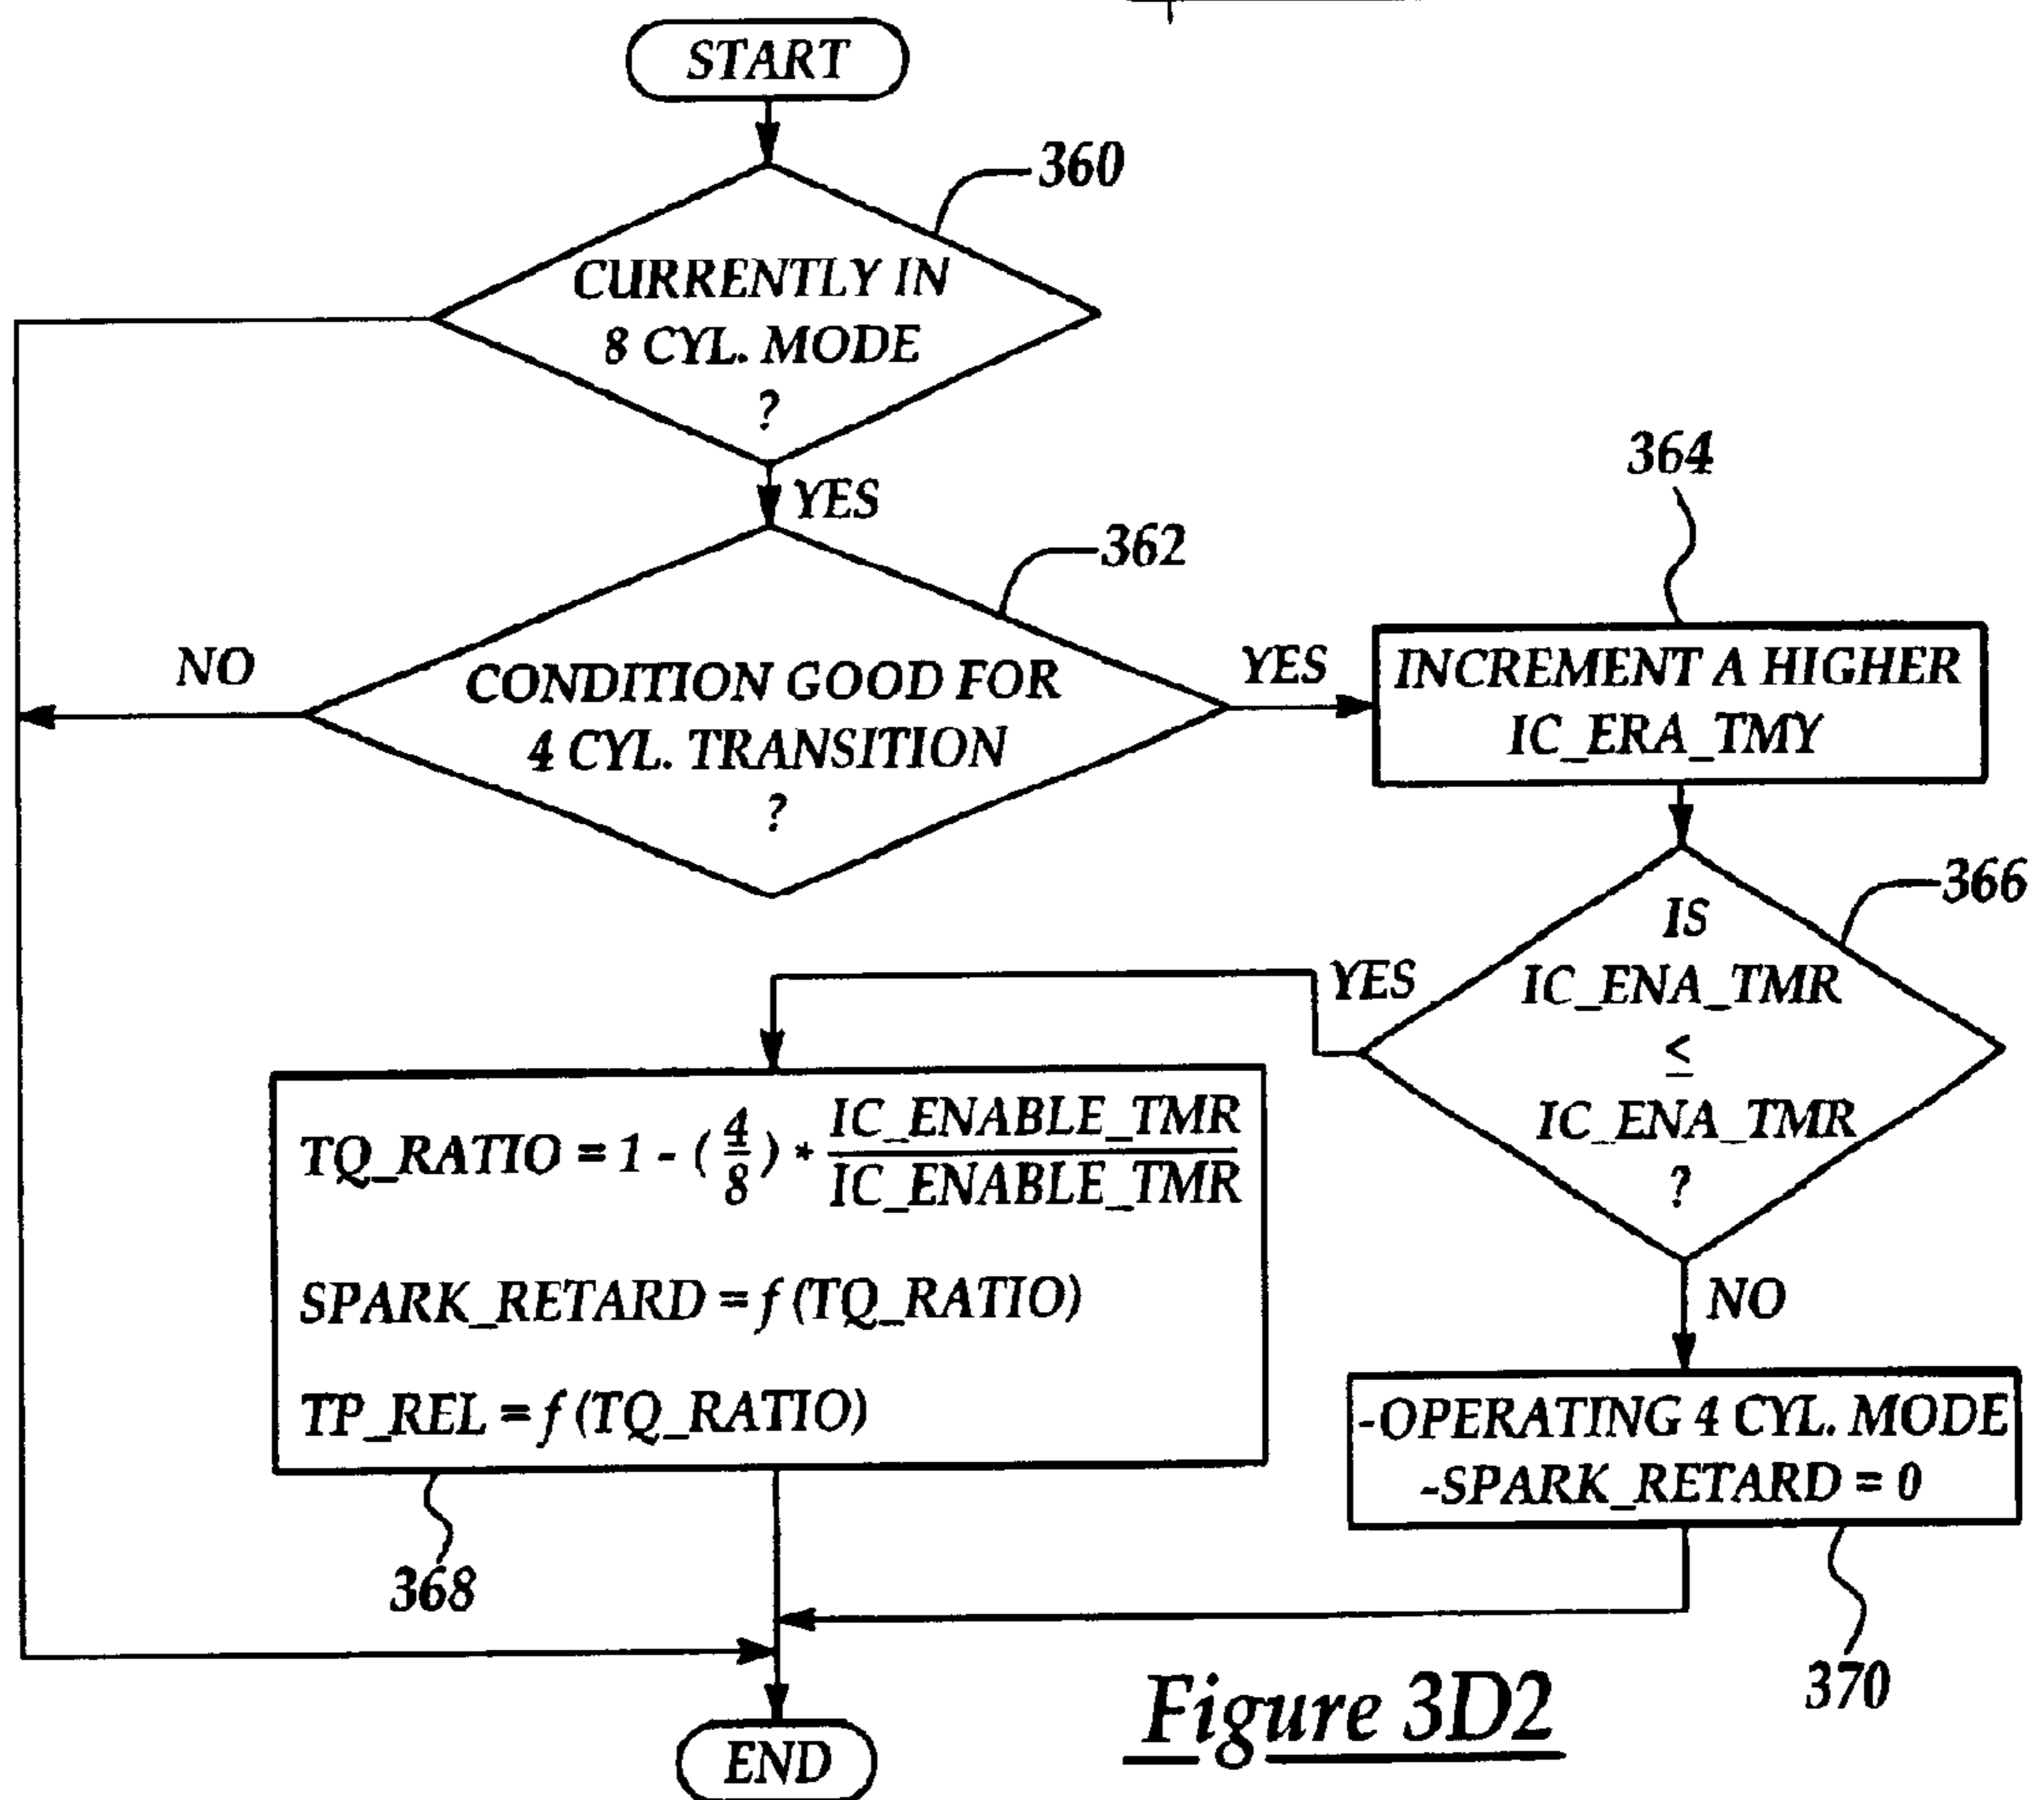 START
360
CURRENTLY IN
8 CYL. MODE
?
YES
362
364
NO
CONDITION GOOD FOR
4 CYL. TRANSITION
?
YES
INCREMENT A HIGHER
IC_ERA_TMY
366
IS
IC_ENA_TMR
≤
IC_ENA_TMR
?
YES
TQ_RATIO = 1 - (4/8) * IC_ENABLE_TMR / IC_ENABLE_TMR
SPARK_RETARD = f (TQ_RATIO)
TP_REL = f (TQ_RATIO)
368
NO
-OPERATING 4 CYL. MODE
-SPARK_RETARD = 0
370
END
Figure 3D2